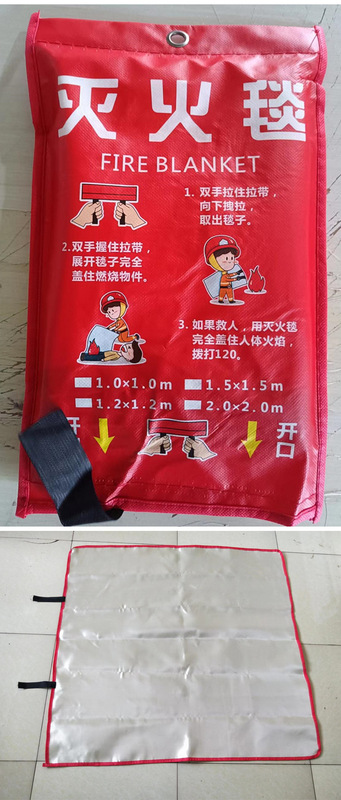 灭火毯
FIRE BLANKET
1. 双手拉住拉带，
向下拽拉，
取出毯子。
2.双手握住拉带，
展开毯子完全
盖住燃烧物件。
3. 如果救人，用灭火毯
完全盖住人体火焰，
拨打120。
1.0×1.0m
1.5×1.5m
1.2×1.2m
2.0×2.0m
开口
开口